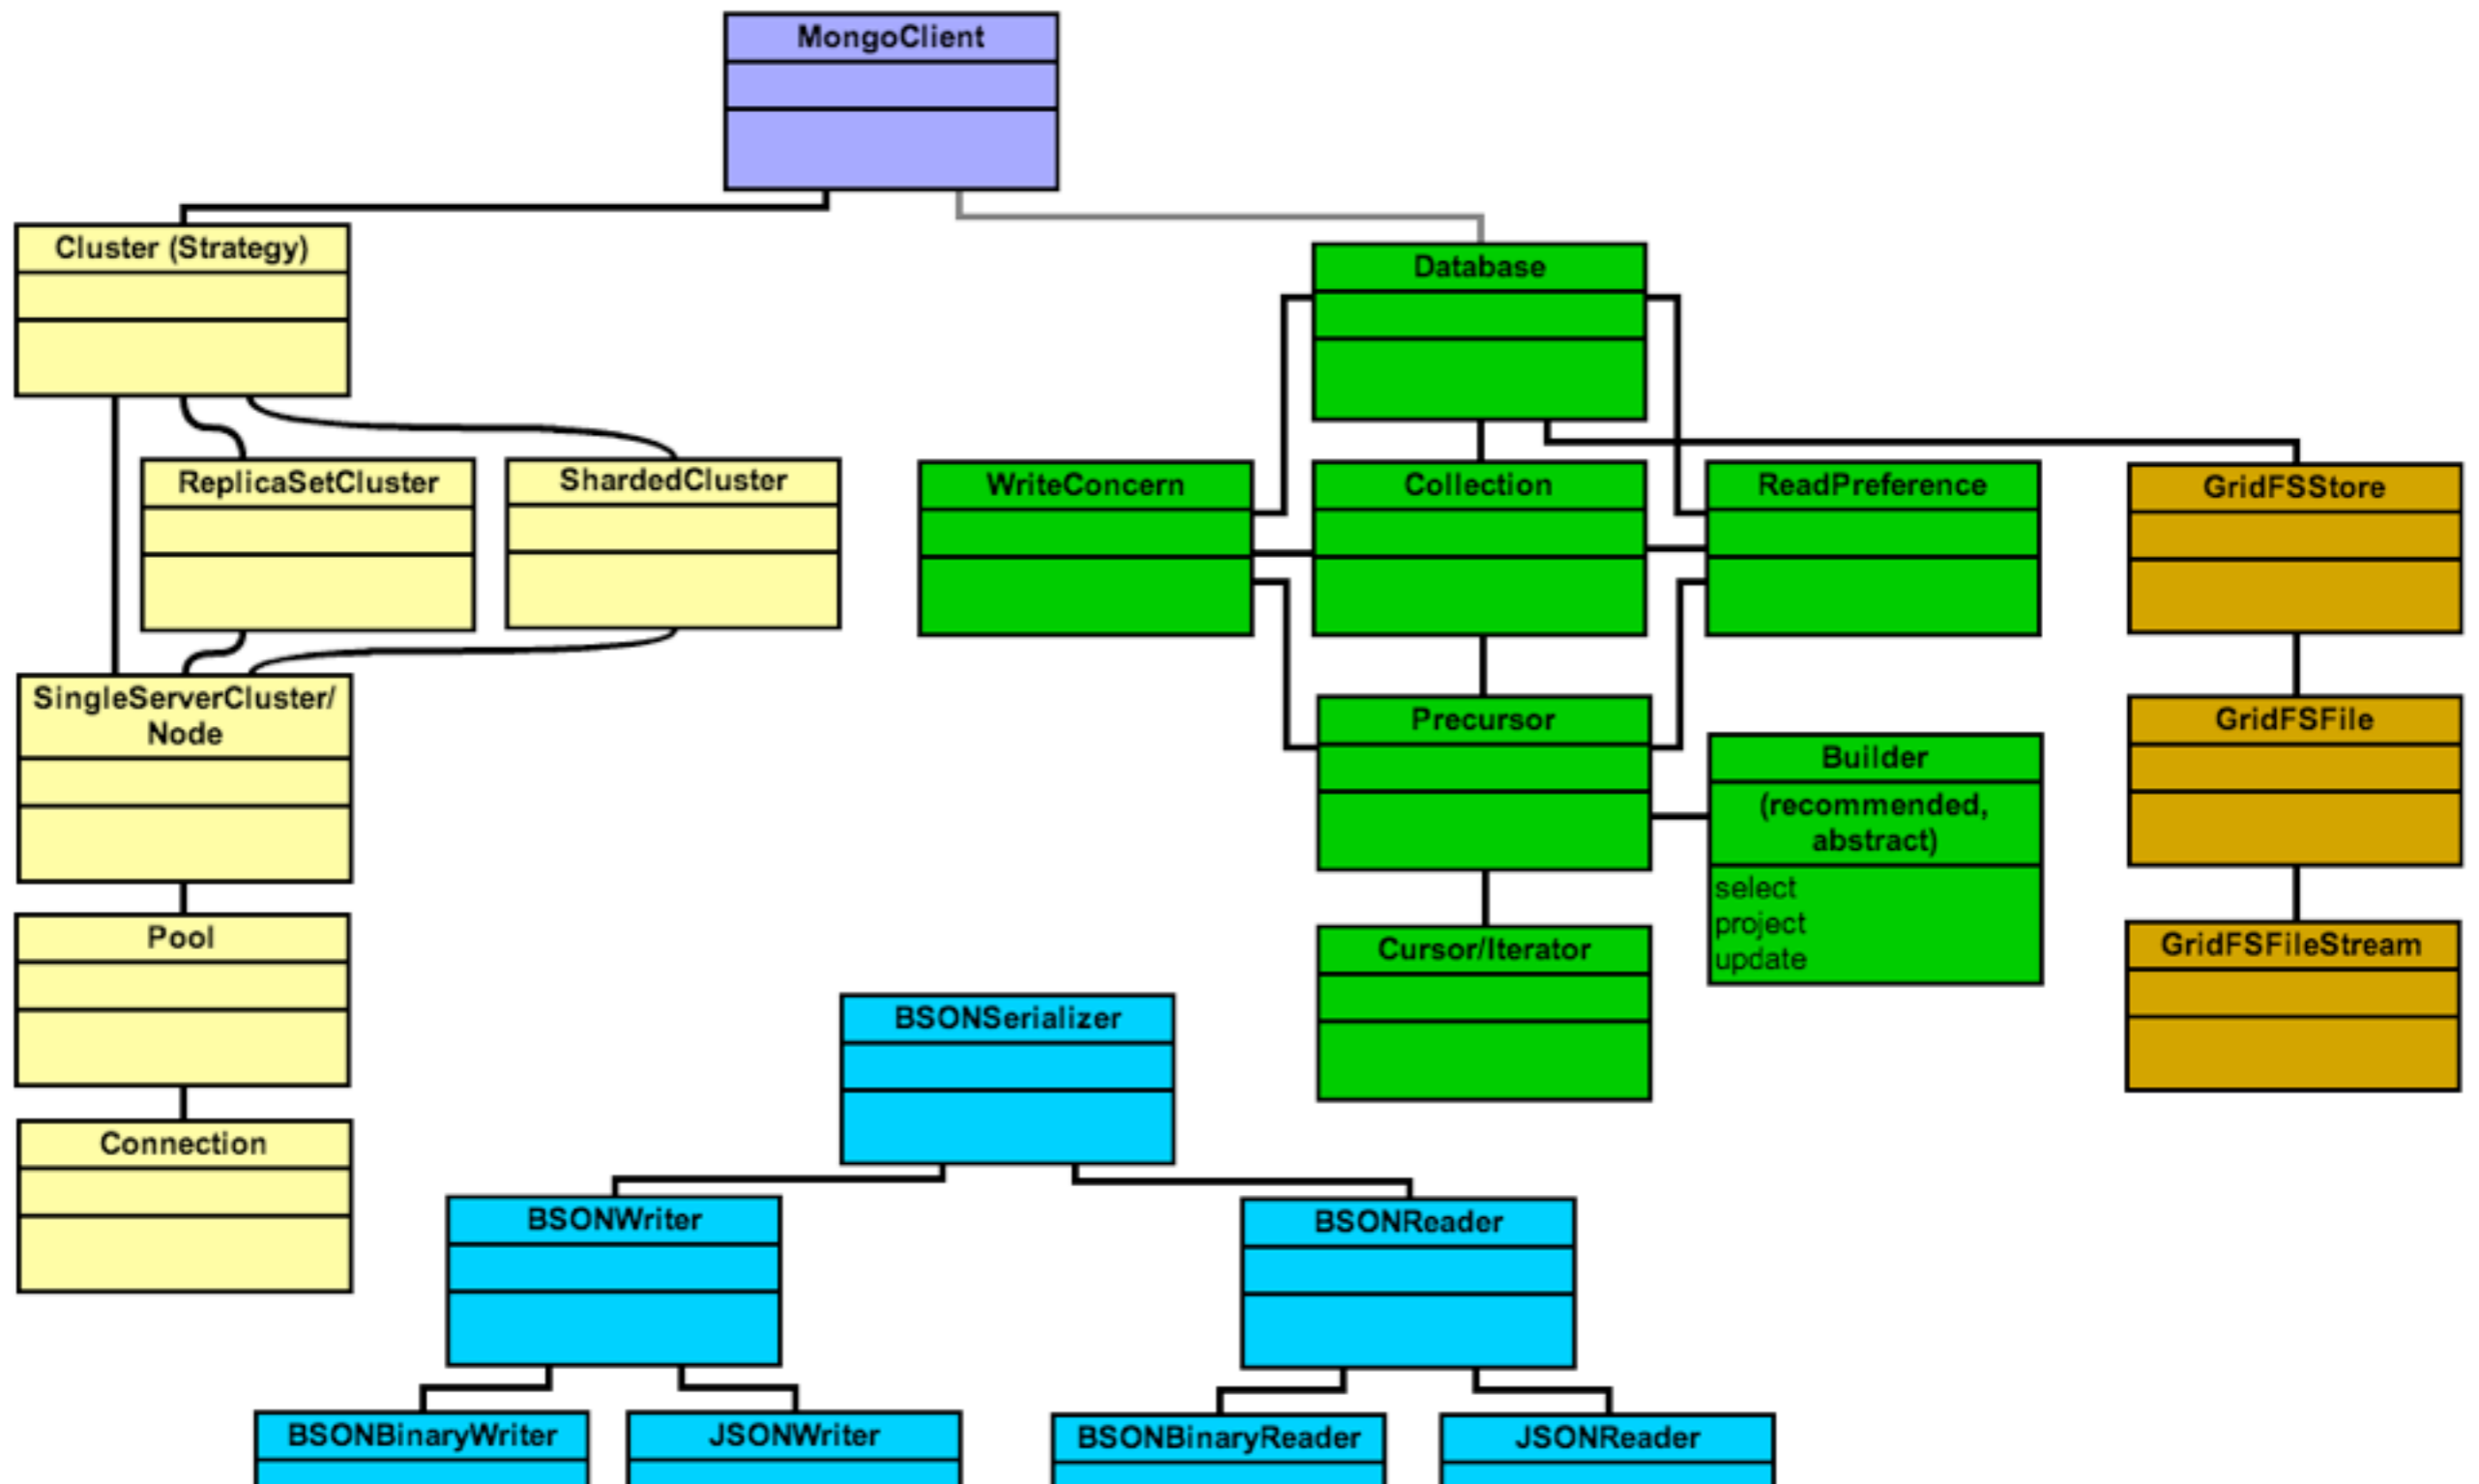 MongoClient
Cluster (Strategy)
Database
ReplicaSetCluster
ShardedCluster
WriteConcern
Collection
ReadPreference
GridFSStore
SingleServerCluster/
Node
Precursor
GridFSFile
Builder
(recommended,
abstract)
select
project
update
Pool
Cursor/Iterator
GridFSFileStream
BSONSerializer
Connection
BSONWriter
BSONReader
BSONBinaryWriter
JSONWriter
BSONBinaryReader
JSONReader